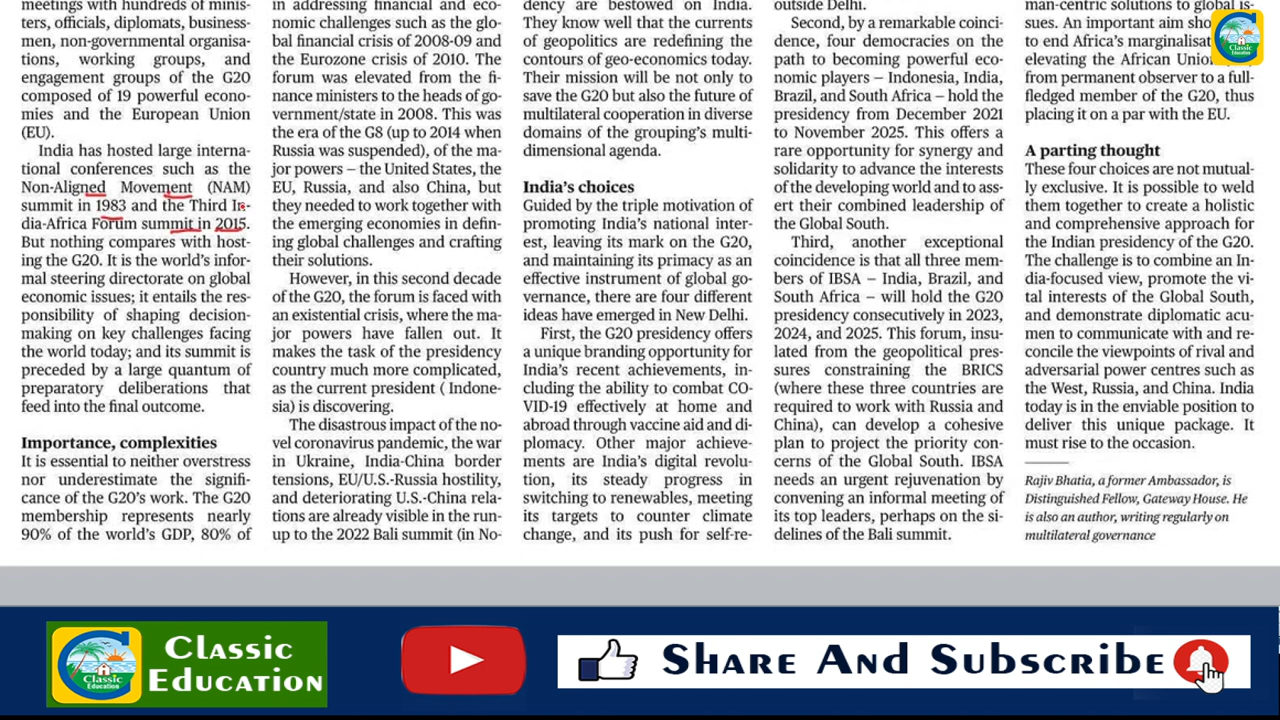 meetings with hundreds of minis-
ters, officials, diplomats, business-
men, non-governmental organisa-
tions, working groups, and
engagement groups of the G20
composed of 19 powerful econo-
mies and the European Union
(EU).
India has hosted large interna-
tional conferences such as the
Non-Aligned Movement (NAM)
summit in 1983 and the Third In-
dia-Africa Forum summit in 2015.
But nothing compares with host-
ing the G20. It is the world's infor-
mal steering directorate on global
economic issues; it entails the res-
ponsibility of shaping decision-
making on key challenges facing
the world today; and its summit is
preceded by a large quantum of
preparatory deliberations that
feed into the final outcome.
Importance, complexities
It is essential to neither overstress
nor underestimate the signifi-
cance of the G20's work. The G20
membership represents nearly
90% of the world's GDP, 80% of
in addressing financial and eco-
nomic challenges such as the glo-
bal financial crisis of 2008-09 and
the Eurozone crisis of 2010. The
forum was elevated from the fi-
nance ministers to the heads of go-
vernment/state in 2008. This was
the era of the G8 (up to 2014 when
Russia was suspended), of the ma-
jor powers – the United States, the
EU, Russia, and also China, but
they needed to work together with
the emerging economies in defin-
ing global challenges and crafting
their solutions.
However, in this second decade
of the G20, the forum is faced with
an existential crisis, where the ma-
jor powers have fallen out. It
makes the task of the presidency
country much more complicated,
as the current president ( Indone-
sia) is discovering.
The disastrous impact of the no-
vel coronavirus pandemic, the war
in Ukraine, India-China border
tensions, EU/U.S.-Russia hostility,
and deteriorating U.S.-China rela-
tions are already visible in the run-
up to the 2022 Bali summit (in No-
dency are bestowed on India.
They know well that the currents
of geopolitics are redefining the
contours of geo-economics today.
Their mission will be not only to
save the G20 but also the future of
multilateral cooperation in diverse
domains of the grouping's multi-
dimensional agenda.
India's choices
Guided by the triple motivation of
promoting India's national inter-
est, leaving its mark on the G20,
and maintaining its primacy as an
effective instrument of global go-
vernance, there are four different
ideas have emerged in New Delhi.
First, the G20 presidency offers
a unique branding opportunity for
India's recent achievements, in-
cluding the ability to combat CO-
VID-19 effectively at home and
abroad through vaccine aid and di-
plomacy. Other major achieve-
ments are India's digital revolu-
tion, its steady progress in
switching to renewables, meeting
its targets to counter climate
change, and its push for self-re-
outside Delhi.
Second, by a remarkable coinci-
dence, four democracies on the
path to becoming powerful eco-
nomic players – Indonesia, India,
Brazil, and South Africa – hold the
presidency from December 2021
to November 2025. This offers a
rare opportunity for synergy and
solidarity to advance the interests
of the developing world and to ass-
ert their combined leadership of
the Global South.
Third, another exceptional
coincidence is that all three mem-
bers of IBSA – India, Brazil, and
South Africa – will hold the G20
presidency consecutively in 2023,
2024, and 2025. This forum, insu-
lated from the geopolitical pres-
sures constraining the BRICS
(where these three countries are
required to work with Russia and
China), can develop a cohesive
plan to project the priority con-
cerns of the Global South. IBSA
needs an urgent rejuvenation by
convening an informal meeting of
its top leaders, perhaps on the si-
delines of the Bali summit.
man-centric solutions to global is-
sues. An important aim sho
to end Africa's marginalisat
elevating the African Union
from permanent observer to a full-
fledged member of the G20, thus
placing it on a par with the EU.
A parting thought
These four choices are not mutual-
ly exclusive. It is possible to weld
them together to create a holistic
and comprehensive approach for
the Indian presidency of the G20.
The challenge is to combine an In-
dia-focused view, promote the vi-
tal interests of the Global South,
and demonstrate diplomatic acu-
men to communicate with and re-
concile the viewpoints of rival and
adversarial power centres such as
the West, Russia, and China. India
today is in the enviable position to
deliver this unique package. It
must rise to the occasion.
Rajiv Bhatia, a former Ambassador, is
Distinguished Fellow, Gateway House. He
is also an author, writing regularly on
multilateral governance
Classic
Education
Classic
Education
Classic
Education
Share And Subscribe